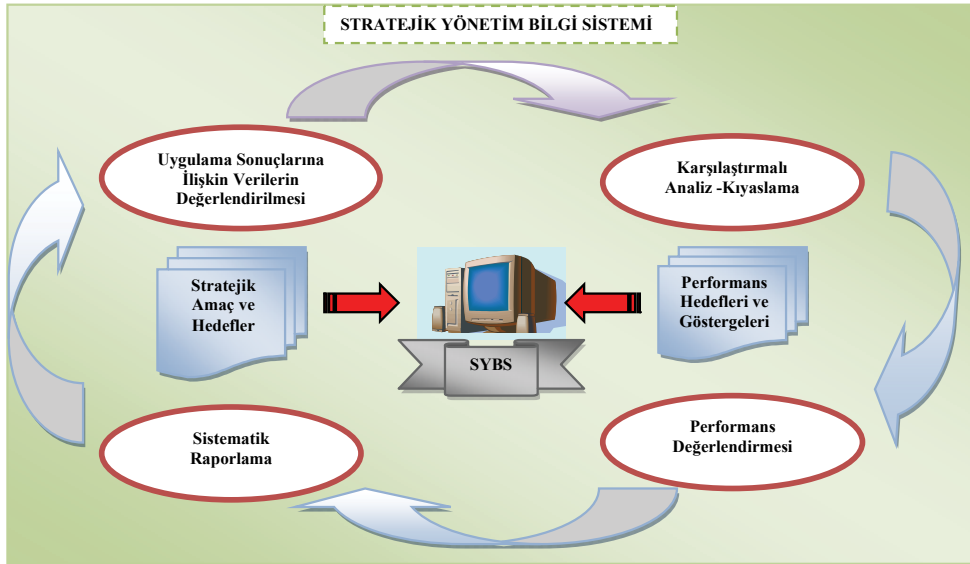 STRATEJİK YÖNETİM BİLGİ SİSTEMİ
Uygulama Sonuçlarına
İlişkin Verilerin
Değerlendirilmesi
Karşılaştırmalı
Analiz -Kıyaslama
Stratejik
Amaç ve
Hedefler
Performans
Hedefleri ve
Göstergeleri
SYBS
Sistematik
Raporlama
Performans
Değerlendirmesi